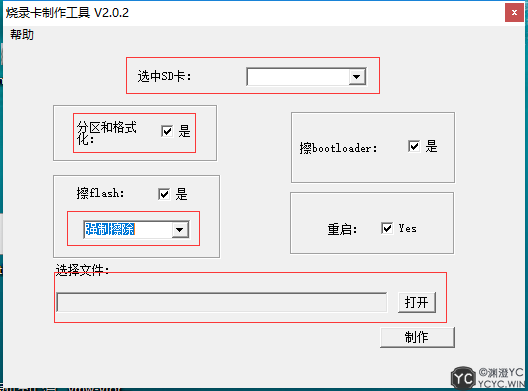 烧录卡制作工具 V2.0.2
帮助
选中SD卡:
分区和格式
化:
是
擦bootloader:
是
擦flash:
是
强制擦除
重启:
Yes
选择文件:
打开
制作
©渊澄YC
YCYC.WIN
YC